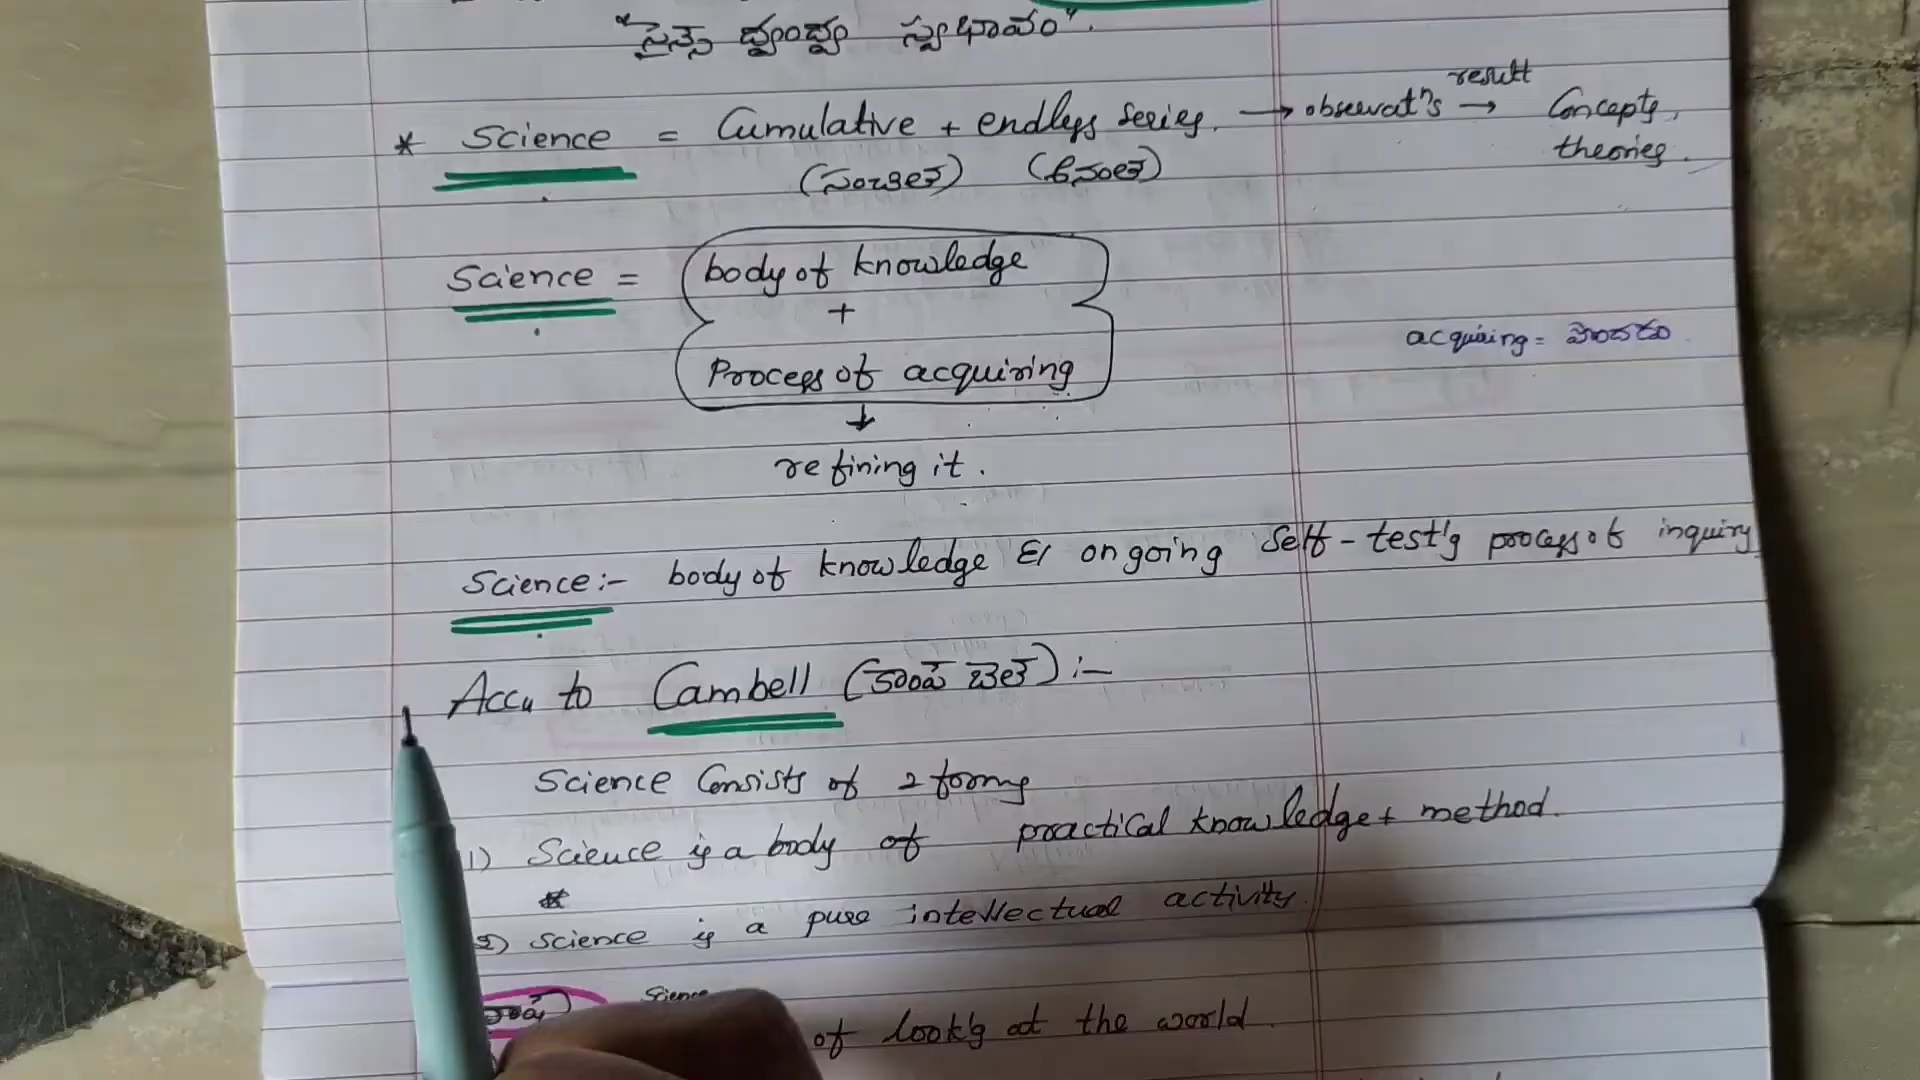 "సైన్సె ద్వంద్వ స్వభావం".
* Science = Cumulative + endless series. → observat'ns → result Concepts, theories.
(సంచిత) (అనంత)
Science = body of knowledge
+
Process of acquiring
acquiring = పొందడం
↓
refining it.
Science:- body of knowledge & ongoing Self-test'g process of inquiry
Accu to Cambell (కాంప బెల్) :-
Science Consists of 2 forms
1) Science is a body of practical knowledge + method.
2) Science is a pure intellectual activity.
Science
of look'g at the world.